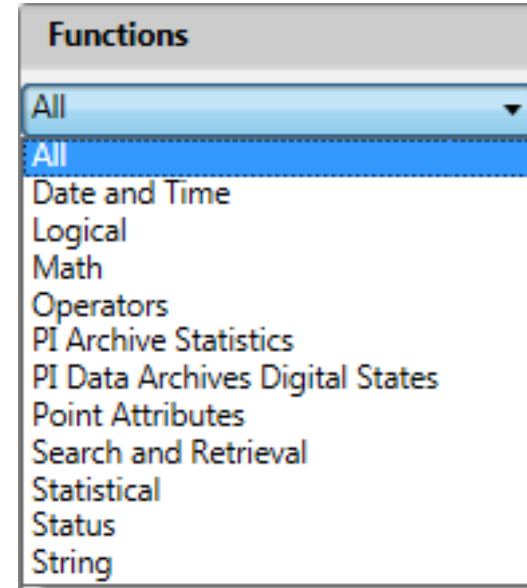 Functions
All
All
Date and Time
Logical
Math
Operators
PI Archive Statistics
PI Data Archives Digital States
Point Attributes
Search and Retrieval
Statistical
Status
String